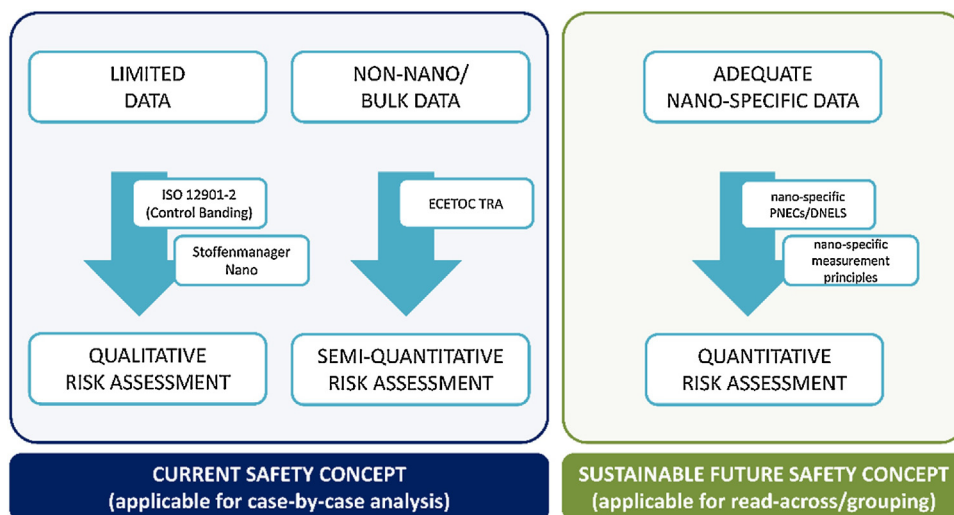 LIMITED
DATA
ISO 12901-2
(Control Banding)
Stoffenmanager
Nano
QUALITATIVE
RISK ASSESSMENT
NON-NANO/
BULK DATA
ECETOC TRA
SEMI-QUANTITATIVE
RISK ASSESSMENT
CURRENT SAFETY CONCEPT
(applicable for case-by-case analysis)
ADEQUATE
NANO-SPECIFIC DATA
nano-specific
PNECs/DNELS
nano-specific
measurement
principles
QUANTITATIVE
RISK ASSESSMENT
SUSTAINABLE FUTURE SAFETY CONCEPT
(applicable for read-across/grouping)